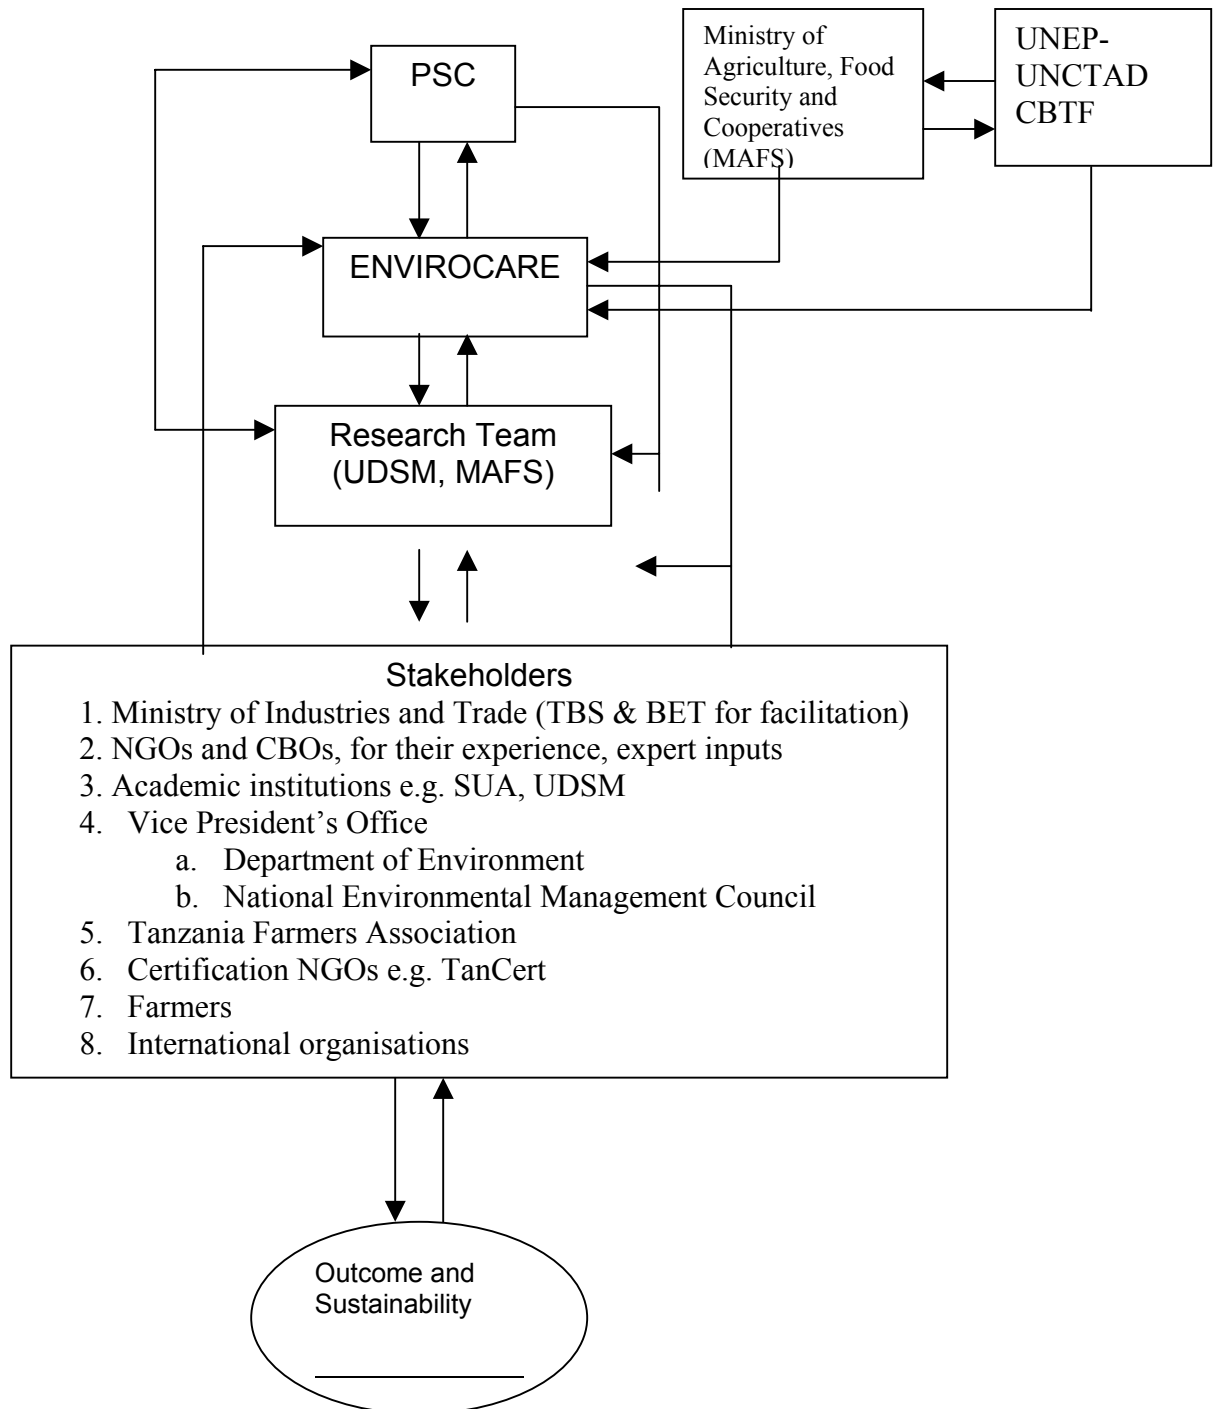 PSC
Ministry of
Agriculture, Food
Security and
Cooperatives
(MAFS)
UNEP-
UNCTAD
CBTF
ENVIROCARE
Research Team
(UDSM, MAFS)
Stakeholders
1. Ministry of Industries and Trade (TBS & BET for facilitation)
2. NGOs and CBOs, for their experience, expert inputs
3. Academic institutions e.g. SUA, UDSM
4. Vice President’s Office
a. Department of Environment
b. National Environmental Management Council
5. Tanzania Farmers Association
6. Certification NGOs e.g. TanCert
7. Farmers
8. International organisations
Outcome and
Sustainability